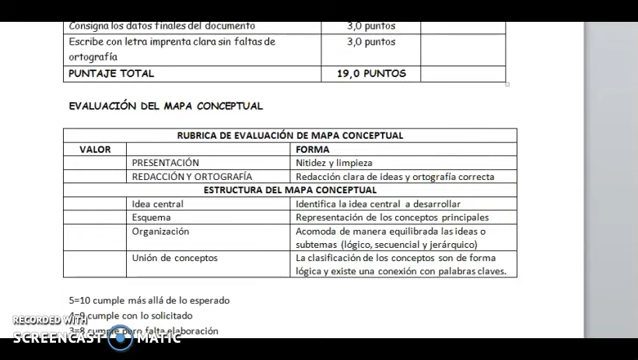 Consigna los datos finales del documento 3,0 puntos
Escribe con letra imprenta clara sin faltas de 3,0 puntos
ortografía
PUNTAJE TOTAL 19,0 PUNTOS
EVALUACIÓN DEL MAPA CONCEPTUAL
RUBRICA DE EVALUACIÓN DE MAPA CONCEPTUAL
VALOR FORMA
PRESENTACIÓN Nitidez y limpieza
REDACCIÓN Y ORTOGRAFÍA Redacción clara de ideas y ortografía correcta
ESTRUCTURA DEL MAPA CONCEPTUAL
Idea central Identifica la idea central a desarrollar
Esquema Representación de los conceptos principales
Organización Acomoda de manera equilibrada las ideas o
subtemas (lógico, secuencial y jerárquico)
Unión de conceptos La clasificación de los conceptos son de forma
lógica y existe una conexión con palabras claves.
5=10 cumple más allá de lo esperado
4=9 cumple con lo solicitado
3=8 cumple pero falta elaboración
RECORDED WITH
SCREENCAST MATIC